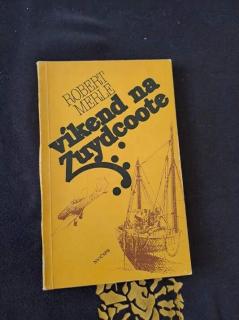 ROBERT
MERLE
víkend na
Zuydcoote